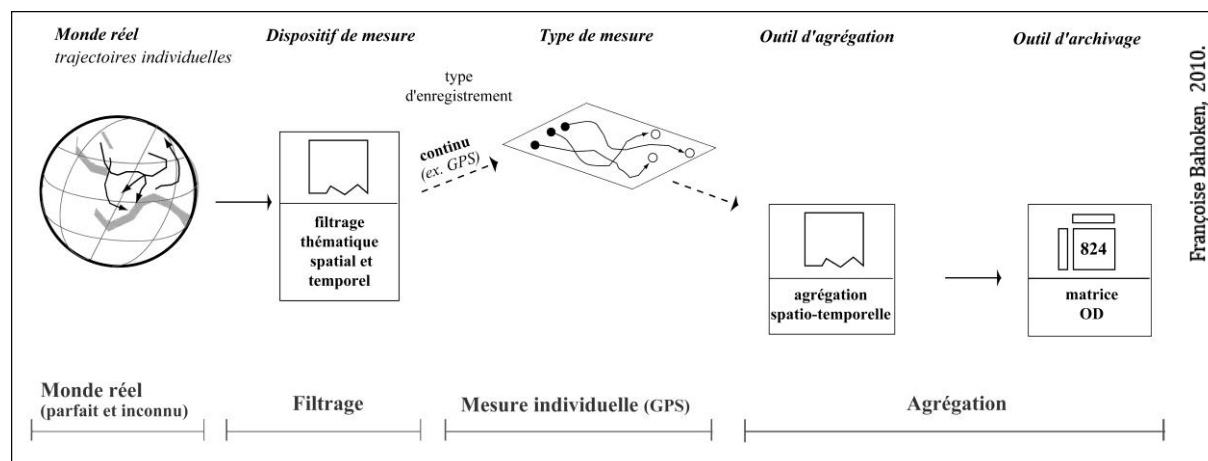 Monde réel
trajectoires individuelles
Dispositif de mesure
Type de mesure
Outil d'agrégation
Outil d'archivage
type
d'enregistrement
continu
(ex. GPS)
filtrage
thématique
spatial et
temporel
agrégation
spatio-temporelle
824
matrice
OD
Monde réel
(parfait et inconnu)
Filtrage
Mesure individuelle (GPS)
Agrégation
Françoise Bahoken, 2010.